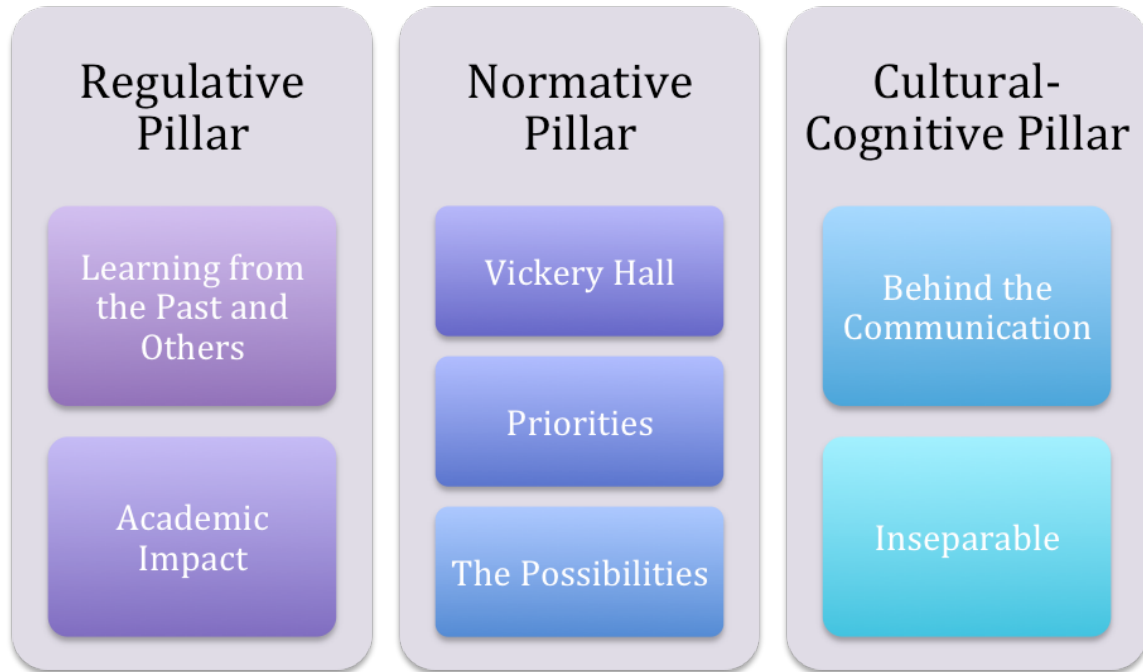 Regulative
Pillar
Learning from
the Past and
Others
Academic
Impact
Normative
Pillar
Vickery Hall
Priorities
The Possibilities
Cultural-
Cognitive Pillar
Behind the
Communication
Inseparable